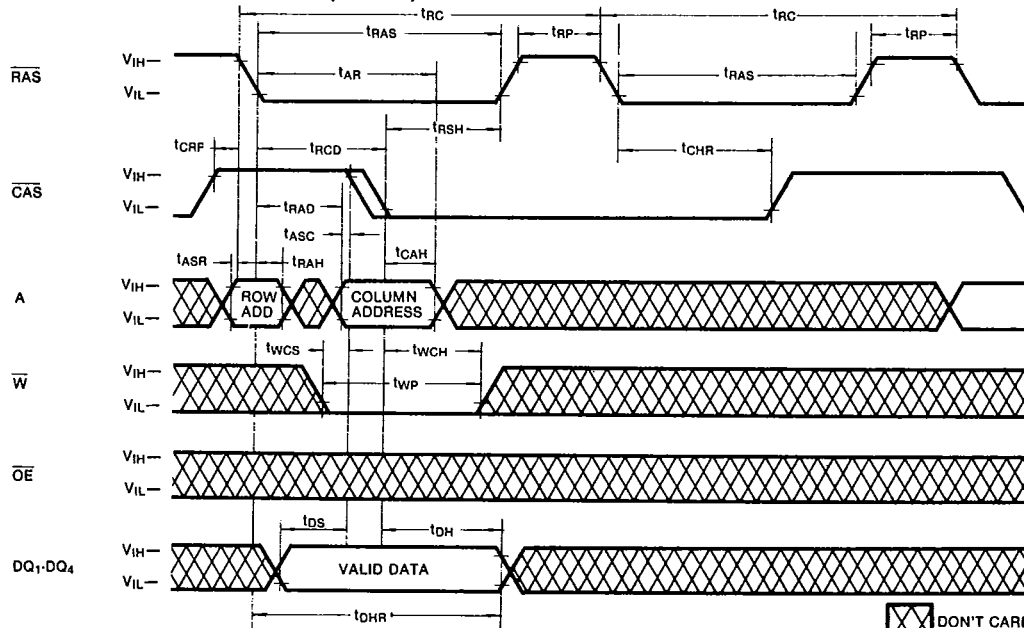 tRC tRC
tRAS tRP tRP
VIH— tAR tRAS
RAS
VIL—
tRSH
tCRF tRCD tCHR
VIH—
CAS
VIL— tRAD
tASC
tASR tRAH tCAH
VIH— ROW ADD COLUMN ADDRESS
A
VIL—
tWCS tWCH
VIH— tWP
W
VIL—
VIH—
OE
VIL—
tDS tDH
VIH—
DQ1-DQ4 VALID DATA
VIL—
tDHR
DON'T CAR